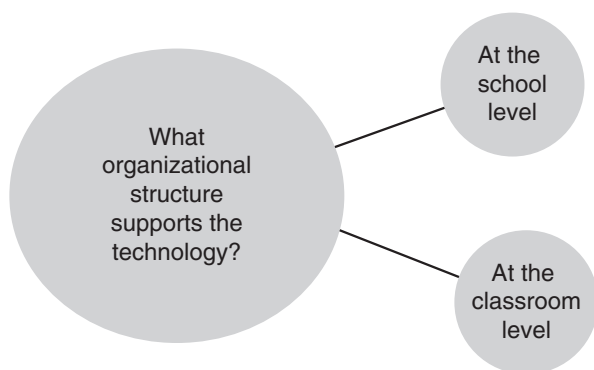 What
organizational
structure
supports the
technology?
At the
school
level
At the
classroom
level